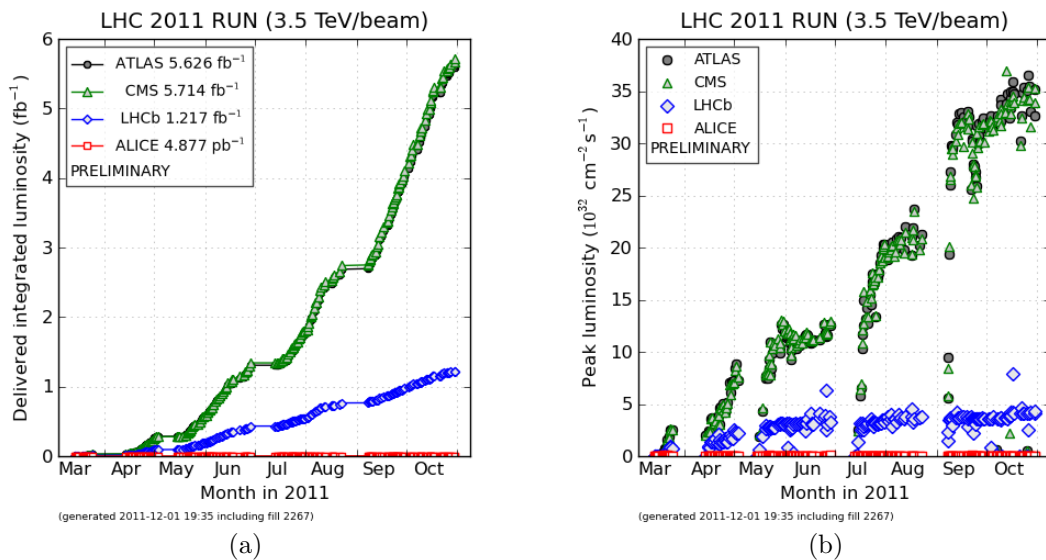 LHC 2011 RUN (3.5 TeV/beam)
Delivered integrated luminosity (fb⁻¹)
6
5
4
3
2
1
0
ATLAS 5.626 fb⁻¹
CMS 5.714 fb⁻¹
LHCb 1.217 fb⁻¹
ALICE 4.877 pb⁻¹
PRELIMINARY
Mar Apr May Jun Jul Aug Sep Oct
Month in 2011
(generated 2011-12-01 19:35 including fill 2267)
(a)
LHC 2011 RUN (3.5 TeV/beam)
Peak luminosity (10³² cm⁻² s⁻¹)
40
35
30
25
20
15
10
5
0
ATLAS
CMS
LHCb
ALICE
PRELIMINARY
Mar Apr May Jun Jul Aug Sep Oct
Month in 2011
(generated 2011-12-01 19:35 including fill 2267)
(b)